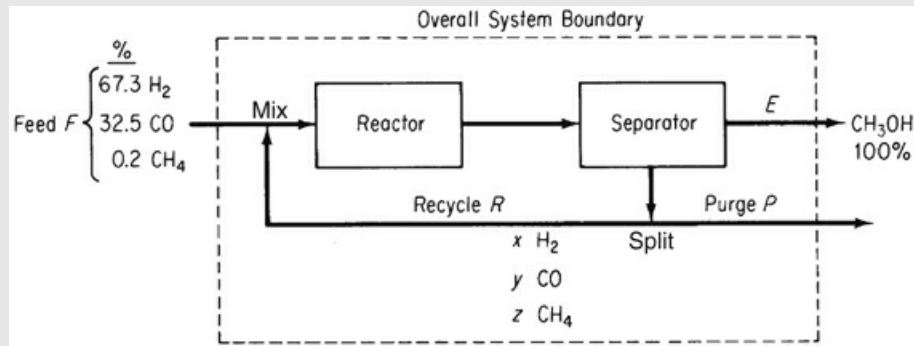 Overall System Boundary
%
67.3 H₂
Feed F
32.5 CO
0.2 CH₄
Mix
Reactor
Separator
E
CH₃OH
100%
Recycle R
Purge P
x H₂
Split
y CO
z CH₄